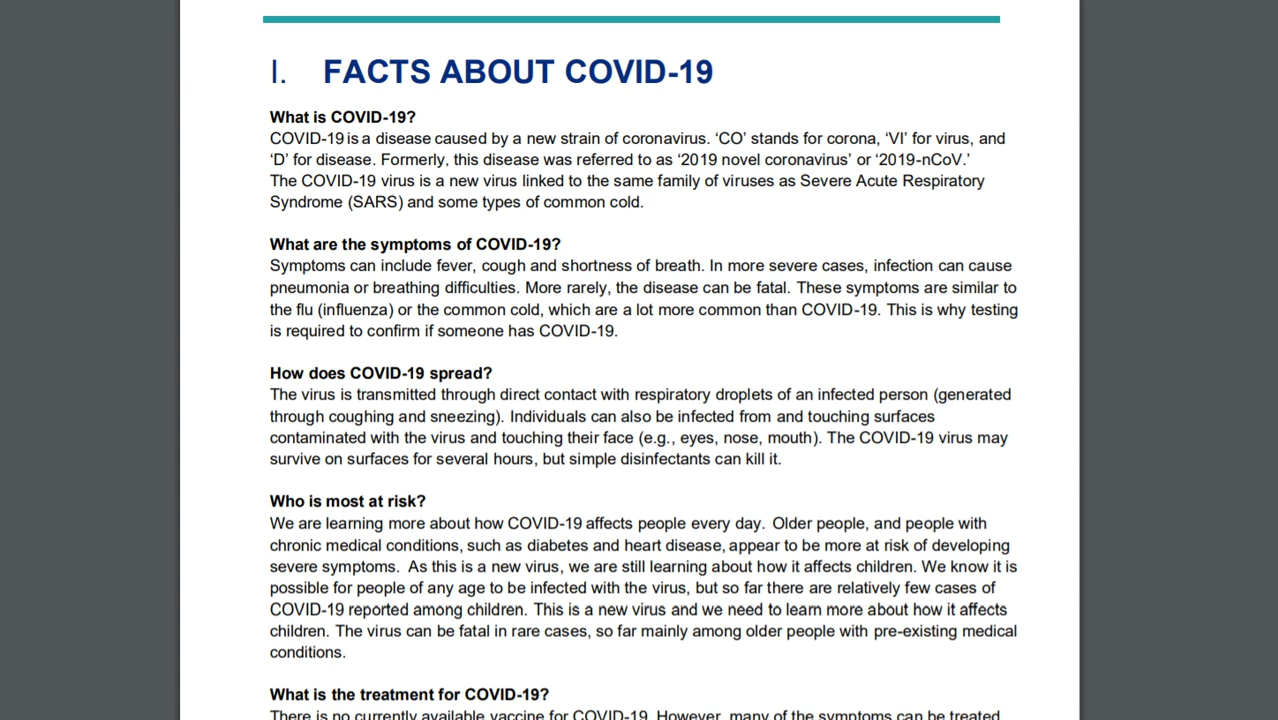 I. FACTS ABOUT COVID-19
What is COVID-19?
COVID-19 is a disease caused by a new strain of coronavirus. ‘CO’ stands for corona, ‘VI’ for virus, and
‘D’ for disease. Formerly, this disease was referred to as ‘2019 novel coronavirus’ or ‘2019-nCoV.’
The COVID-19 virus is a new virus linked to the same family of viruses as Severe Acute Respiratory
Syndrome (SARS) and some types of common cold.
What are the symptoms of COVID-19?
Symptoms can include fever, cough and shortness of breath. In more severe cases, infection can cause
pneumonia or breathing difficulties. More rarely, the disease can be fatal. These symptoms are similar to
the flu (influenza) or the common cold, which are a lot more common than COVID-19. This is why testing
is required to confirm if someone has COVID-19.
How does COVID-19 spread?
The virus is transmitted through direct contact with respiratory droplets of an infected person (generated
through coughing and sneezing). Individuals can also be infected from and touching surfaces
contaminated with the virus and touching their face (e.g., eyes, nose, mouth). The COVID-19 virus may
survive on surfaces for several hours, but simple disinfectants can kill it.
Who is most at risk?
We are learning more about how COVID-19 affects people every day. Older people, and people with
chronic medical conditions, such as diabetes and heart disease, appear to be more at risk of developing
severe symptoms. As this is a new virus, we are still learning about how it affects children. We know it is
possible for people of any age to be infected with the virus, but so far there are relatively few cases of
COVID-19 reported among children. This is a new virus and we need to learn more about how it affects
children. The virus can be fatal in rare cases, so far mainly among older people with pre-existing medical
conditions.
What is the treatment for COVID-19?
There is no currently available vaccine for COVID-19. However, many of the symptoms can be treated